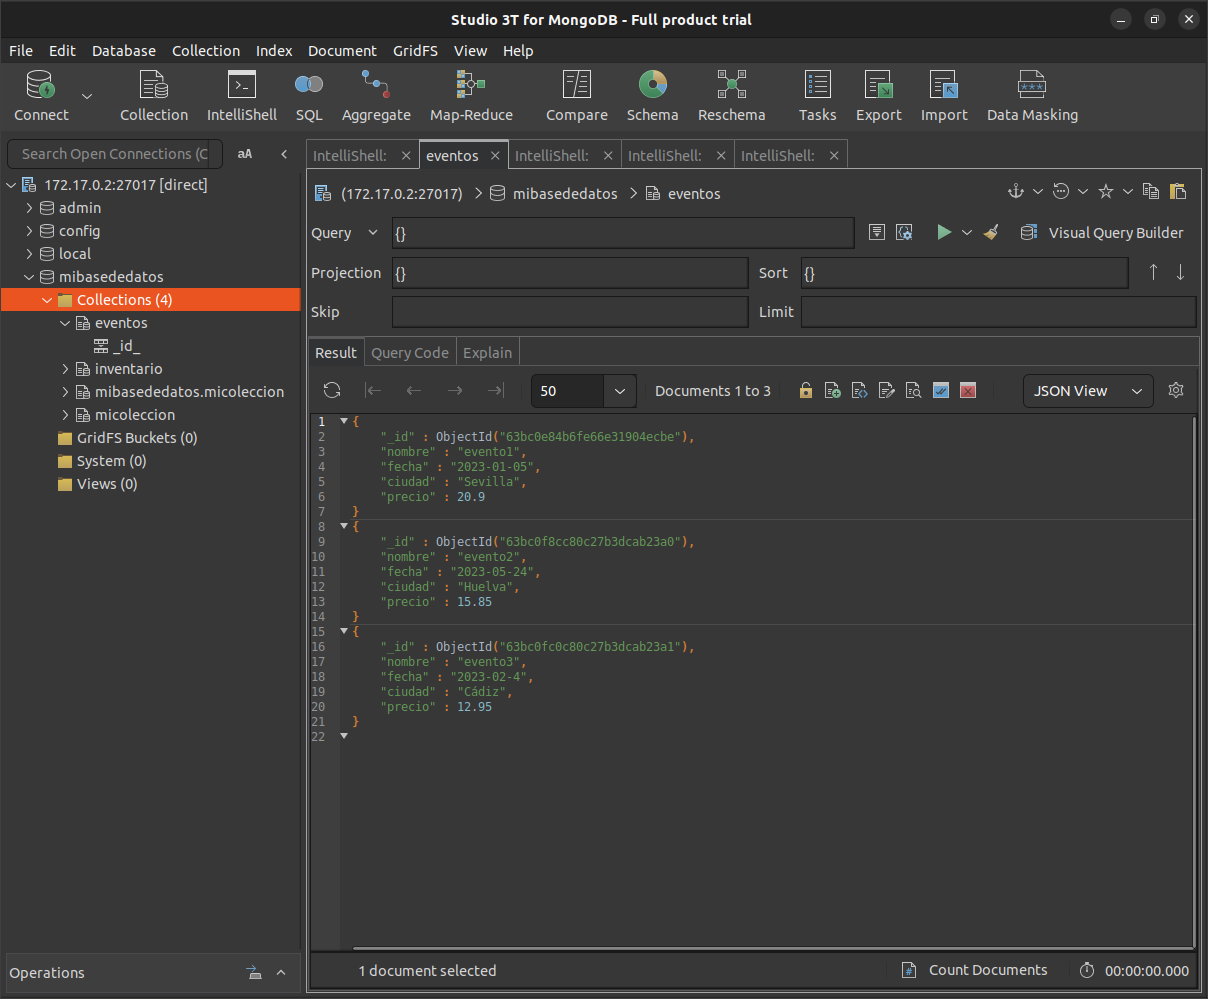 Studio 3T for MongoDB - Full product trial
File Edit Database Collection Index Document GridFS View Help
Connect Collection IntelliShell SQL Aggregate Map-Reduce Compare Schema Reschema Tasks Export Import Data Masking
Search Open Connections (C aA
172.17.0.2:27017 [direct]
admin
config
local
mibasededatos
Collections (4)
eventos
_id_
inventario
mibasededatos.micoleccion
micoleccion
GridFS Buckets (0)
System (0)
Views (0)
Operations
IntelliShell: eventos IntelliShell: IntelliShell: IntelliShell:
(172.17.0.2:27017) mibasededatos eventos
Query {} Visual Query Builder
Projection {} Sort {}
Skip Limit
Result Query Code Explain
50 Documents 1 to 3 JSON View
1 {
2 "_id" : ObjectId("63bc0e84b6fe66e31904ecbe"),
3 "nombre" : "evento1",
4 "fecha" : "2023-01-05",
5 "ciudad" : "Sevilla",
6 "precio" : 20.9
7 }
8 {
9 "_id" : ObjectId("63bc0f8cc80c27b3dcab23a0"),
10 "nombre" : "evento2",
11 "fecha" : "2023-05-24",
12 "ciudad" : "Huelva",
13 "precio" : 15.85
14 }
15 {
16 "_id" : ObjectId("63bc0fc0c80c27b3dcab23a1"),
17 "nombre" : "evento3",
18 "fecha" : "2023-02-4",
19 "ciudad" : "Cádiz",
20 "precio" : 12.95
21 }
22
1 document selected Count Documents 00:00:00.000